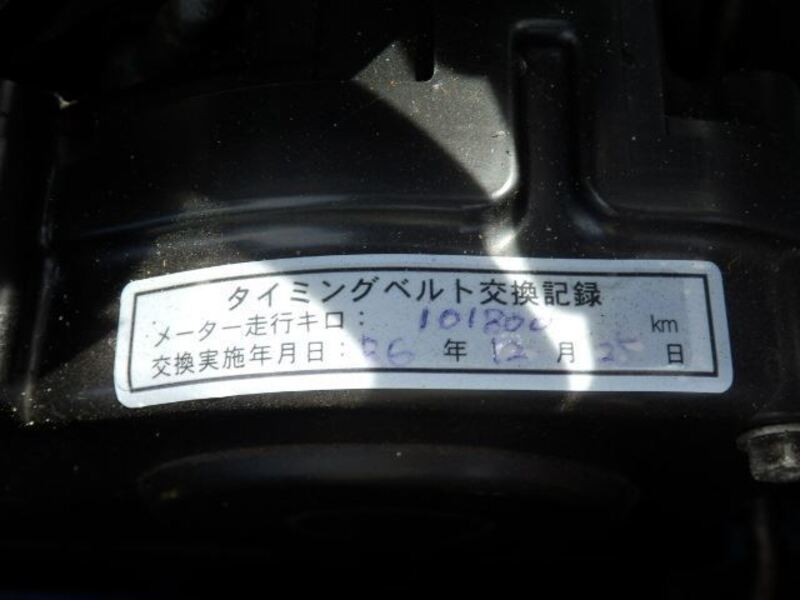 タイミングベルト交換記録
メーター走行キロ： 101800 km
交換実施年月日：26 年 12 月 25 日